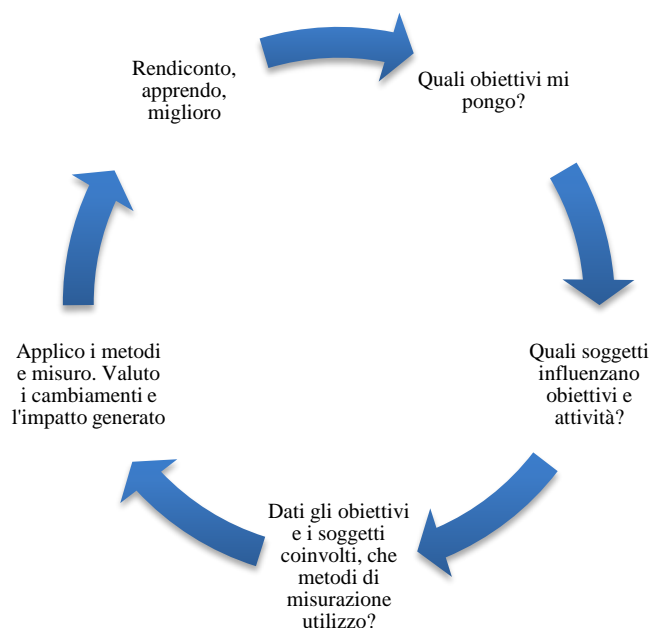 Rendiconto,
apprendo,
miglioro
Quali obiettivi mi
pongo?
Quali soggetti
influenzano
obiettivi e
attività?
Dati gli obiettivi
e i soggetti
coinvolti, che
metodi di
misurazione
utilizzo?
Applico i metodi
e misuro. Valuto
i cambiamenti e
l'impatto generato